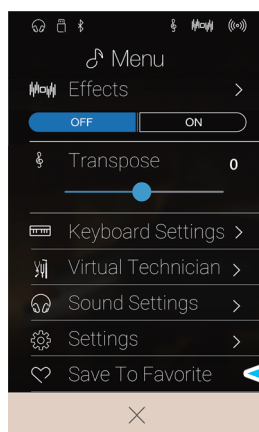 Menu
Effects
OFF ON
Transpose 0
Keyboard Settings
Virtual Technician
Sound Settings
Settings
Save To Favorite